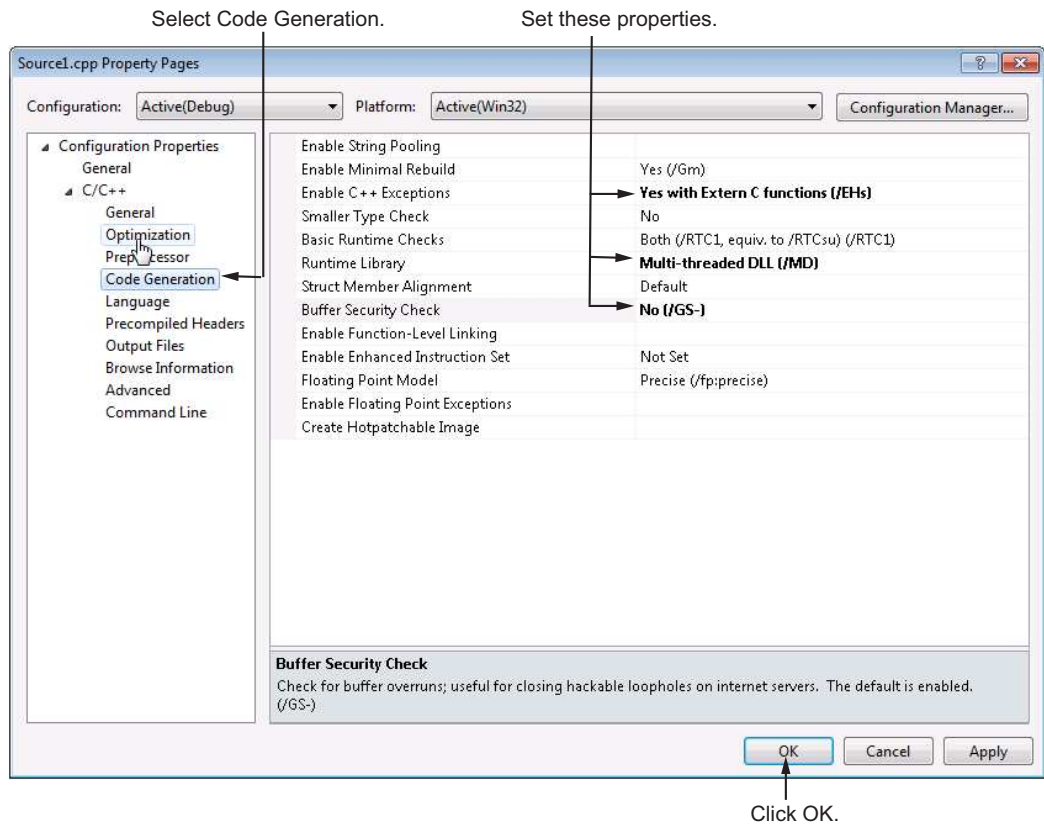 Select Code Generation.
Set these properties.
Source1.cpp Property Pages
Configuration: Active(Debug) Platform: Active(Win32) Configuration Manager...
Configuration Properties
General
C/C++
General
Optimization
Preprocessor
Code Generation
Language
Precompiled Headers
Output Files
Browse Information
Advanced
Command Line
Enable String Pooling
Enable Minimal Rebuild Yes (/Gm)
Enable C++ Exceptions Yes with Extern C functions (/EHs)
Smaller Type Check No
Basic Runtime Checks Both (/RTC1, equiv. to /RTCsu) (/RTC1)
Runtime Library Multi-threaded DLL (/MD)
Struct Member Alignment Default
Buffer Security Check No (/GS-)
Enable Function-Level Linking
Enable Enhanced Instruction Set Not Set
Floating Point Model Precise (/fp:precise)
Enable Floating Point Exceptions
Create Hotpatchable Image
Buffer Security Check
Check for buffer overruns; useful for closing hackable loopholes on internet servers. The default is enabled.
(/GS-)
OK Cancel Apply
Click OK.